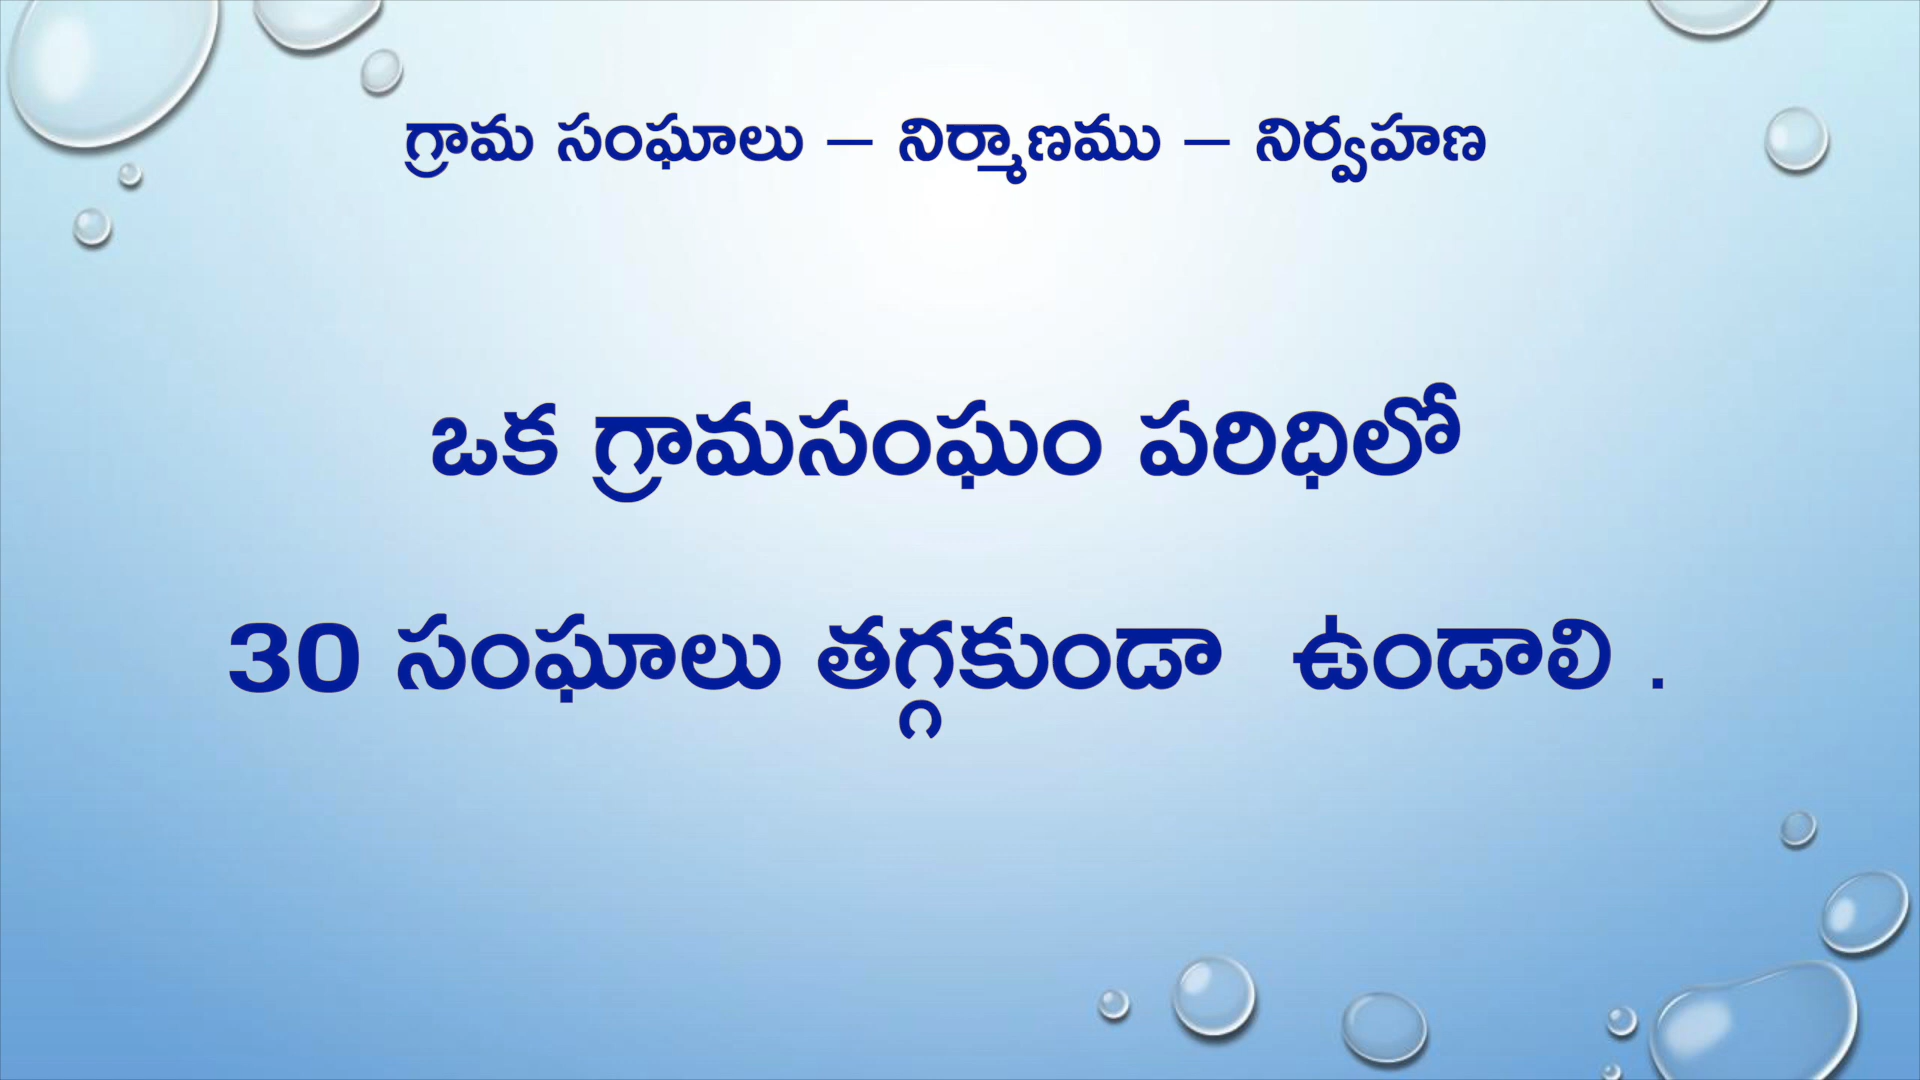 గ్రామ సంఘాలు – నిర్మాణము – నిర్వహణ
ఒక గ్రామసంఘం పరిధిలో
30 సంఘాలు తగ్గకుండా ఉండాలి .